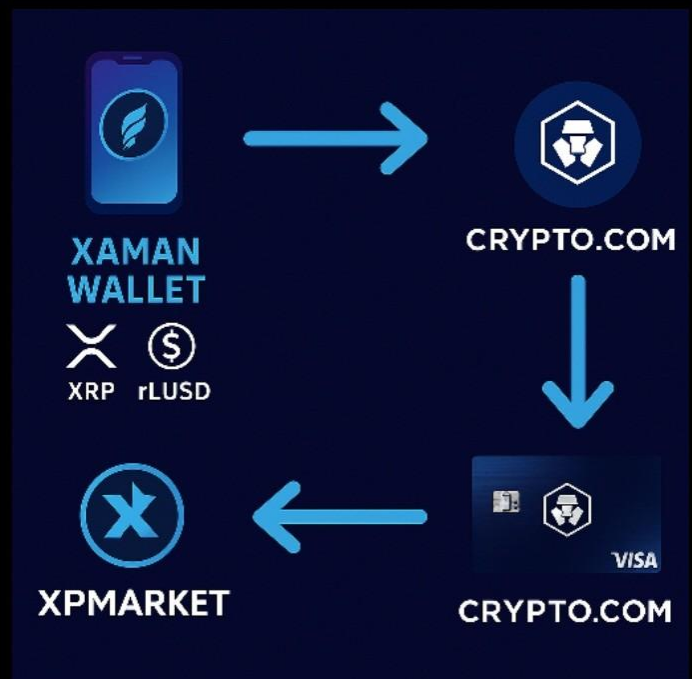 XAMAN
WALLET
XRP rLUSD
CRYPTO.COM
VISA
CRYPTO.COM
XPMARKET